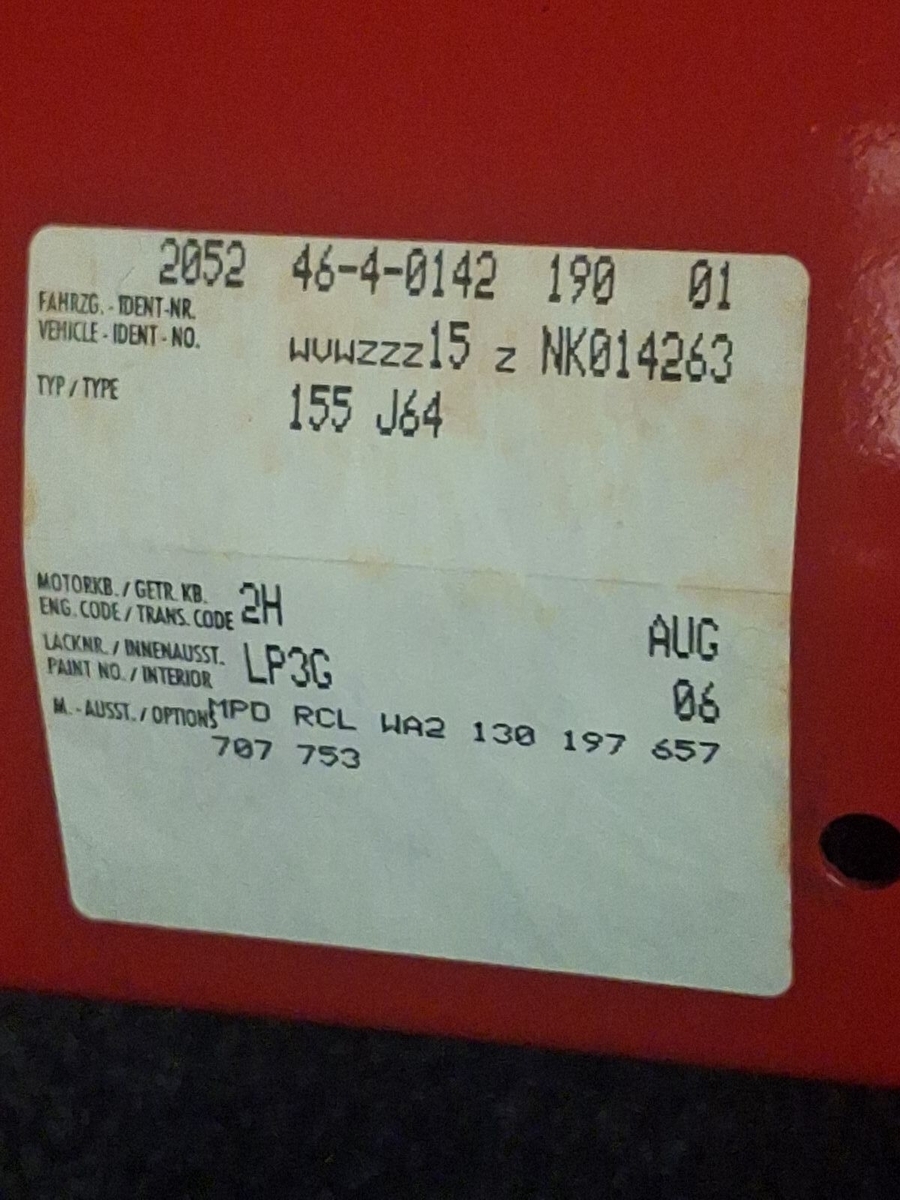 2052 46-4-0142 190 01
FAHRZG. - IDENT-NR.
VEHICLE - IDENT - NO. WVWZZZ15 Z NK014263
TYP / TYPE 155 J64
MOTORKB. / GETR. KB.
ENG. CODE / TRANS. CODE 2H AUG
LACKNR. / INNENAUSST.
PAINT NO. / INTERIOR LP3G 06
M. - AUSST. / OPTIONS MPD RCL WA2 130 197 657
707 753